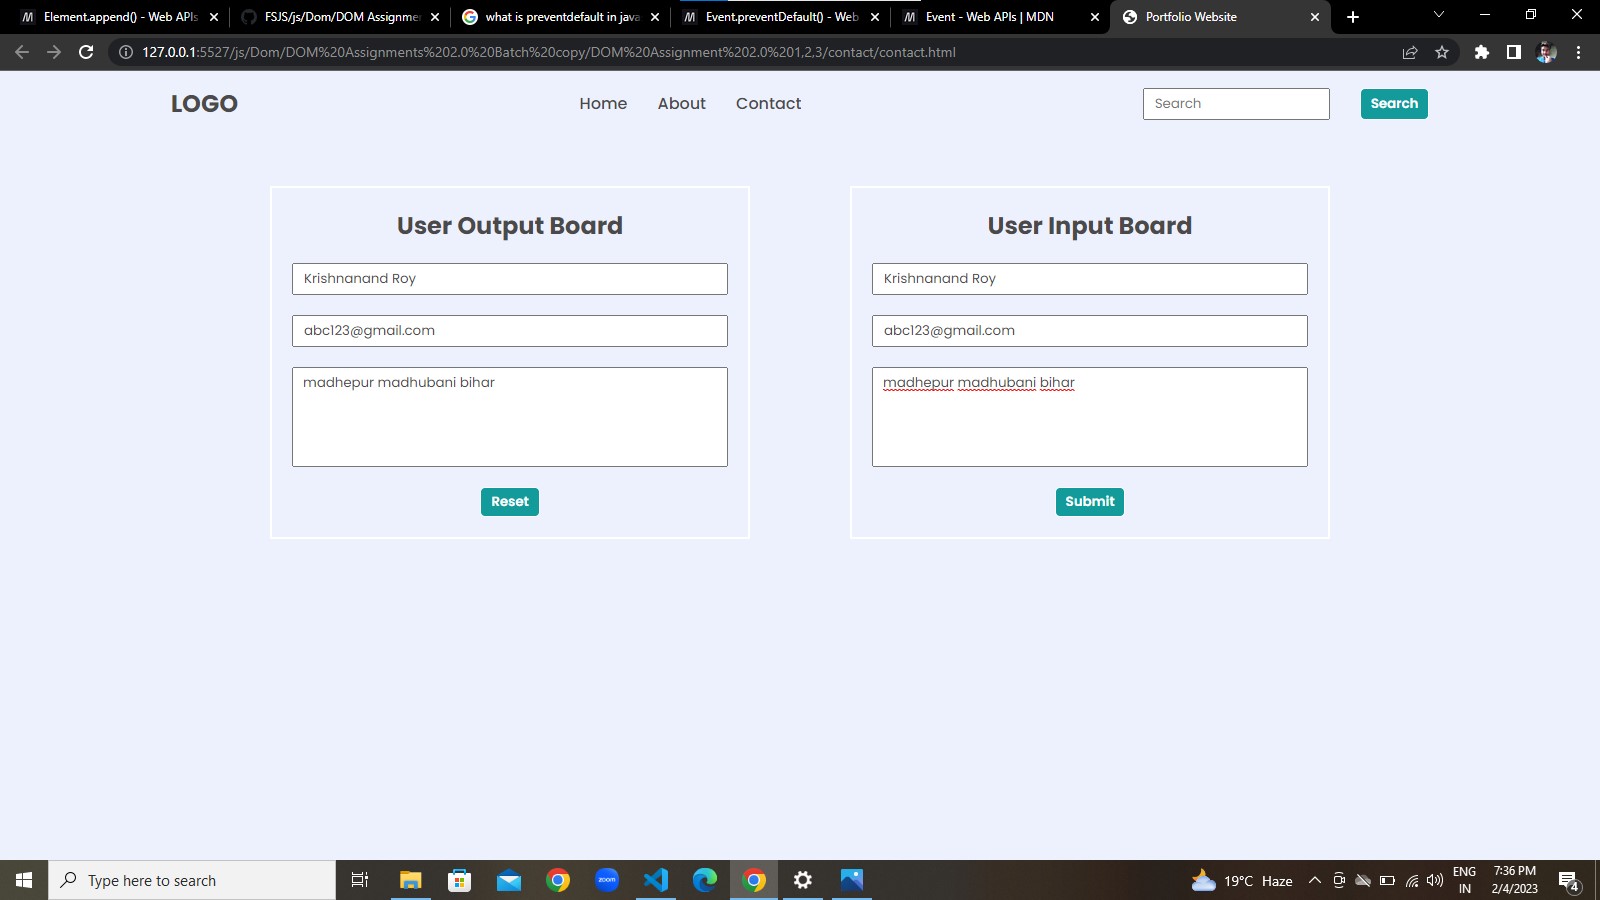 Element.append() - Web APIs
FSJS/js/Dom/DOM Assignme
what is preventdefault in java
Event.preventDefault() - Web
Event - Web APIs | MDN
Portfolio Website
127.0.0.1:5527/js/Dom/DOM%20Assignments%202.0%20Batch%20copy/DOM%20Assignment%202.0%201,2,3/contact/contact.html
LOGO
Home
About
Contact
Search
Search
User Output Board
Krishnanand Roy
abc123@gmail.com
madhepur madhubani bihar
Reset
User Input Board
Krishnanand Roy
abc123@gmail.com
madhepur madhubani bihar
Submit
Type here to search
zoom
19°C Haze
ENG
IN
7:36 PM
2/4/2023
4